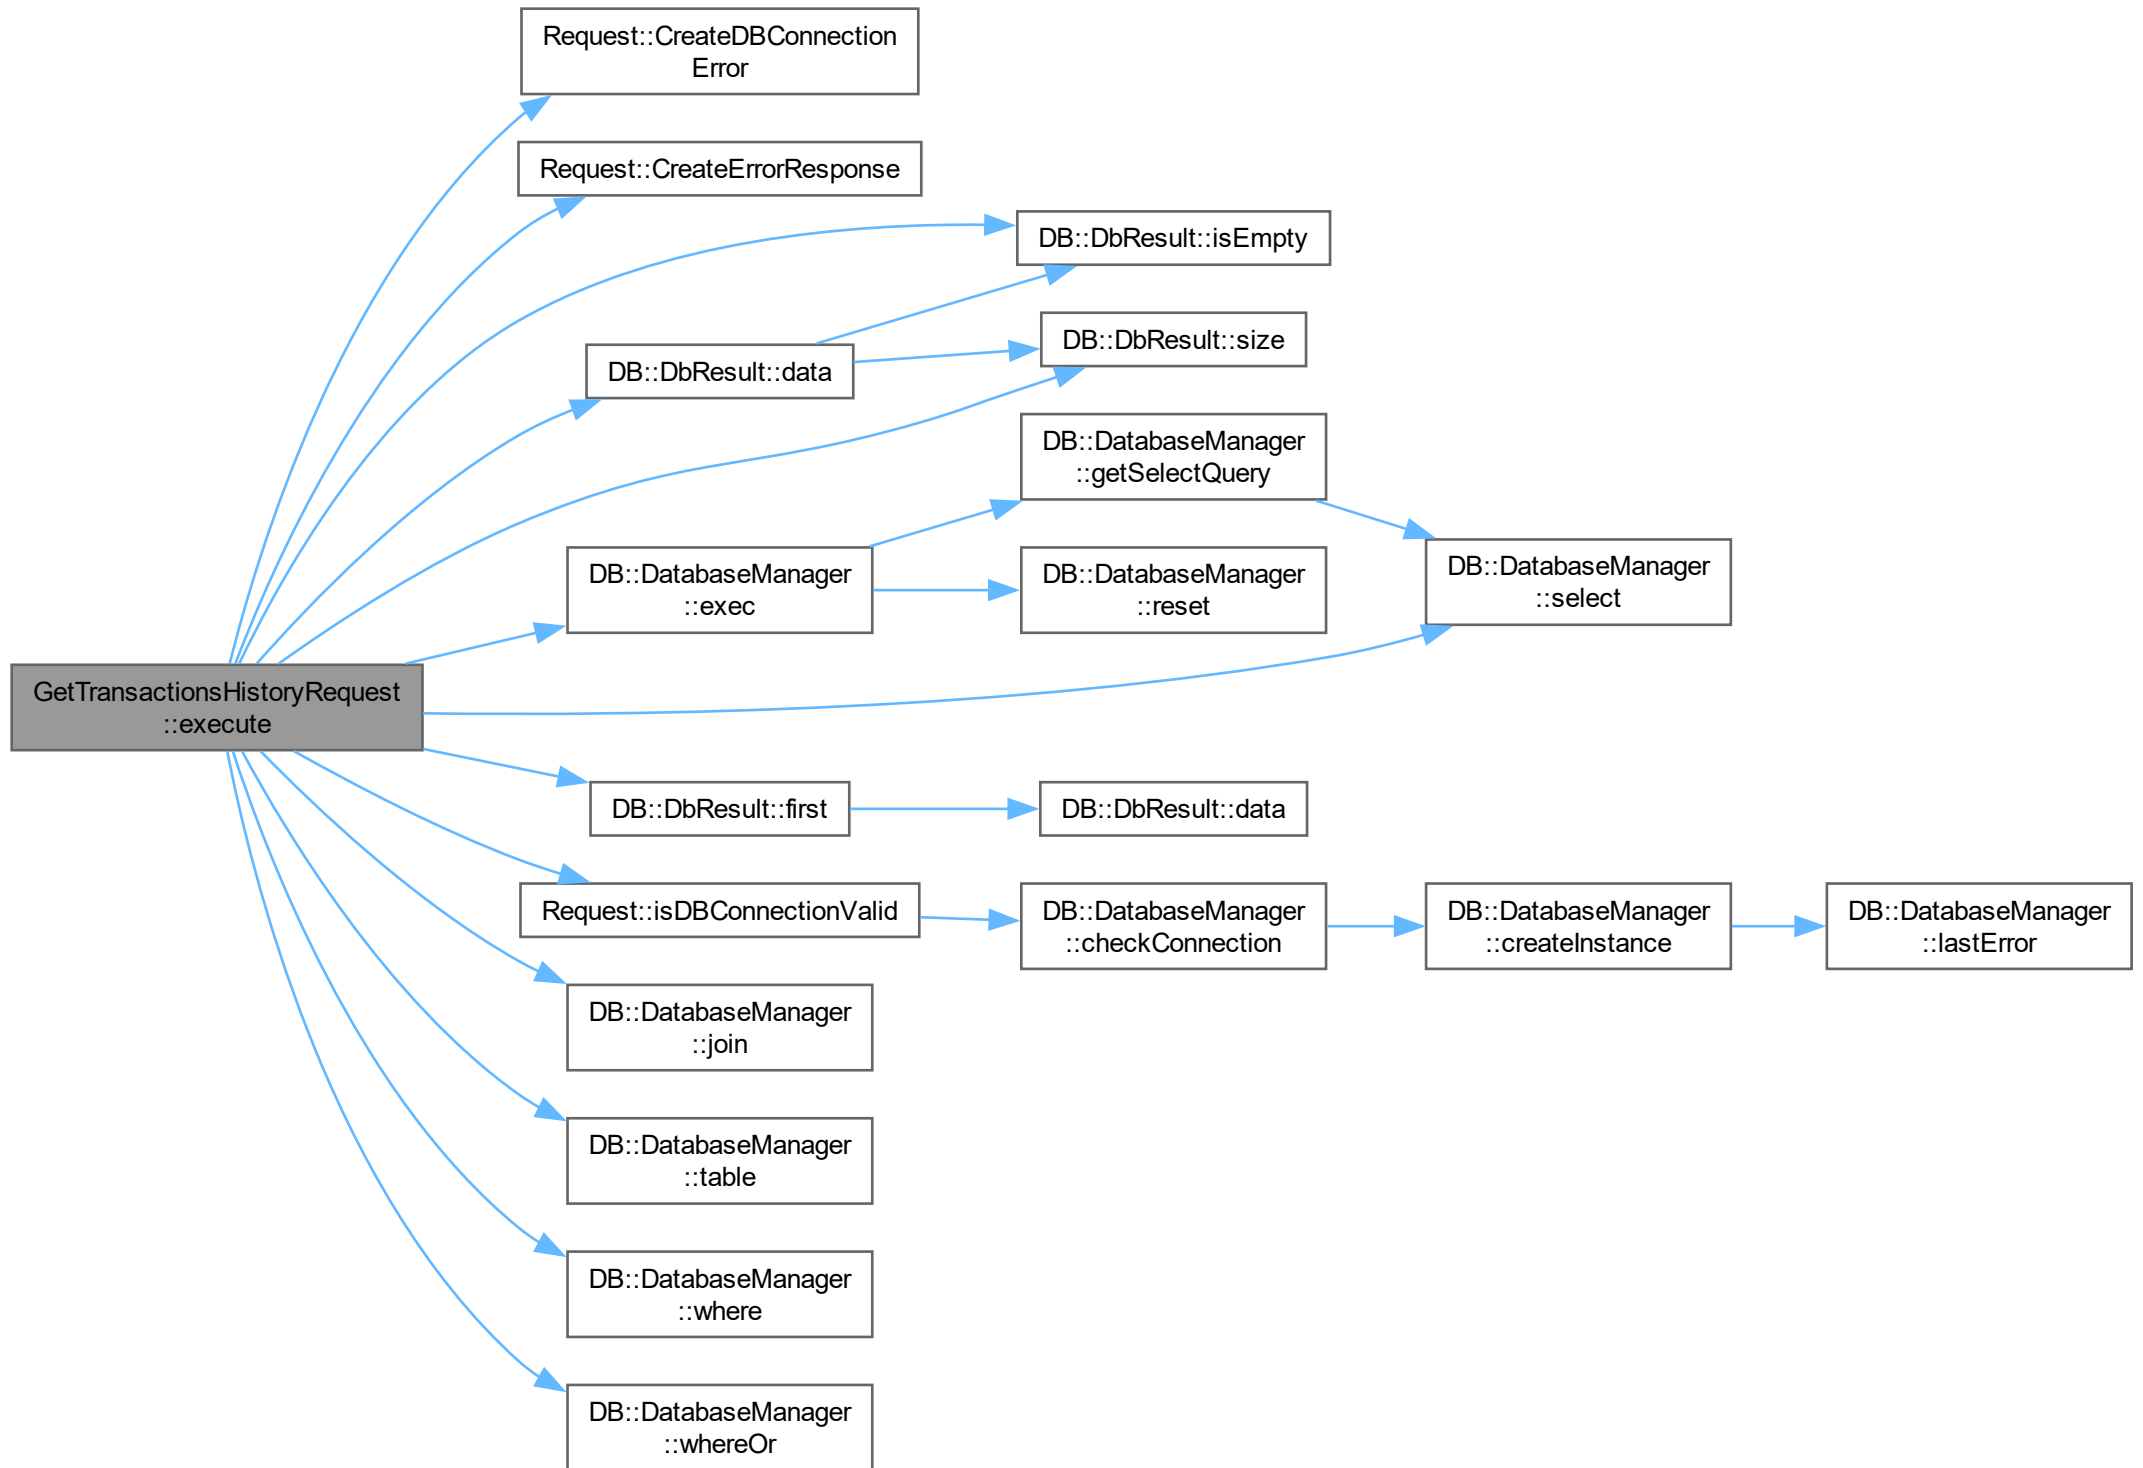 Request::CreateDBConnection
Error
Request::CreateErrorResponse
DB::DbResult::isEmpty
DB::DbResult::size
DB::DbResult::data
DB::DatabaseManager
::getSelectQuery
DB::DatabaseManager
::exec
DB::DatabaseManager
::reset
DB::DatabaseManager
::select
GetTransactionsHistoryRequest
::execute
DB::DbResult::first
DB::DbResult::data
Request::isDBConnectionValid
DB::DatabaseManager
::checkConnection
DB::DatabaseManager
::createInstance
DB::DatabaseManager
::lastError
DB::DatabaseManager
::join
DB::DatabaseManager
::table
DB::DatabaseManager
::where
DB::DatabaseManager
::whereOr